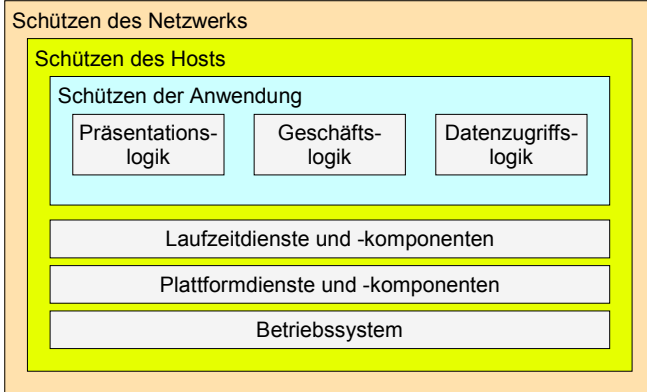 Schützen des Netzwerks
Schützen des Hosts
Schützen der Anwendung
Präsentations-
logik
Geschäfts-
logik
Datenzugriffs-
logik
Laufzeitdienste und -komponenten
Plattformdienste und -komponenten
Betriebssystem